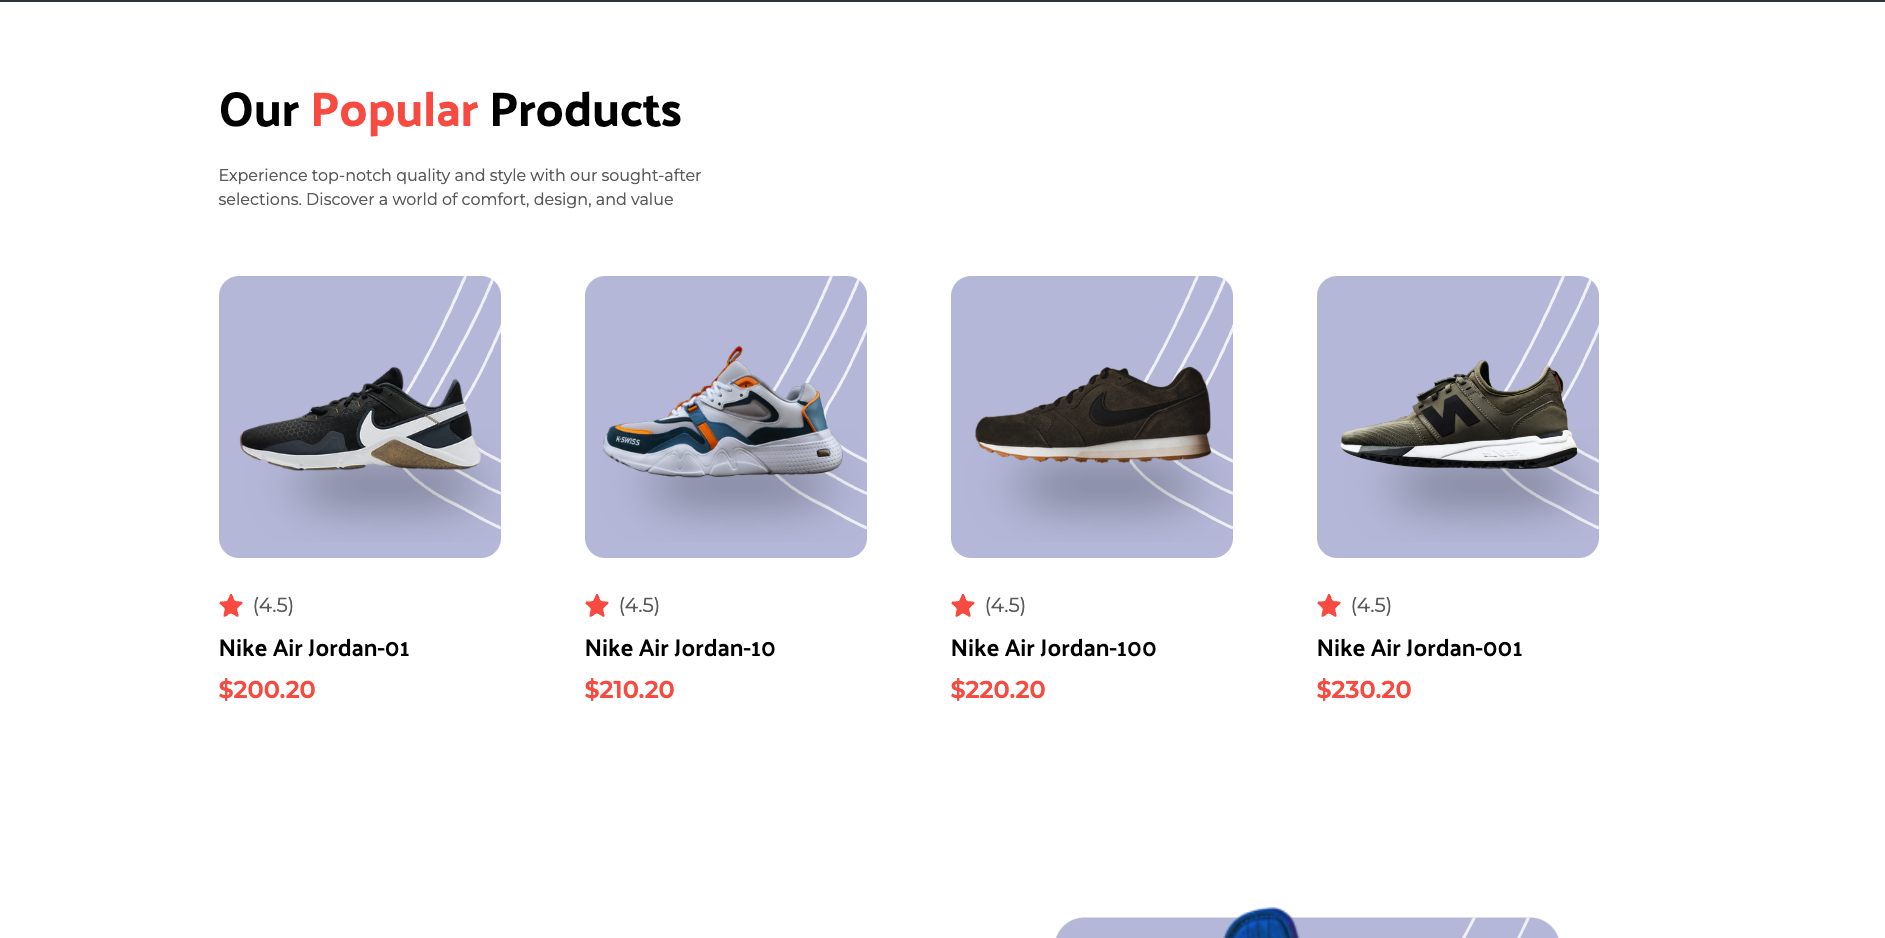 Our Popular Products
Experience top-notch quality and style with our sought-after
selections. Discover a world of comfort, design, and value
K-SWISS
(4.5)
Nike Air Jordan-01
$200.20
(4.5)
Nike Air Jordan-10
$210.20
(4.5)
Nike Air Jordan-100
$220.20
(4.5)
Nike Air Jordan-001
$230.20